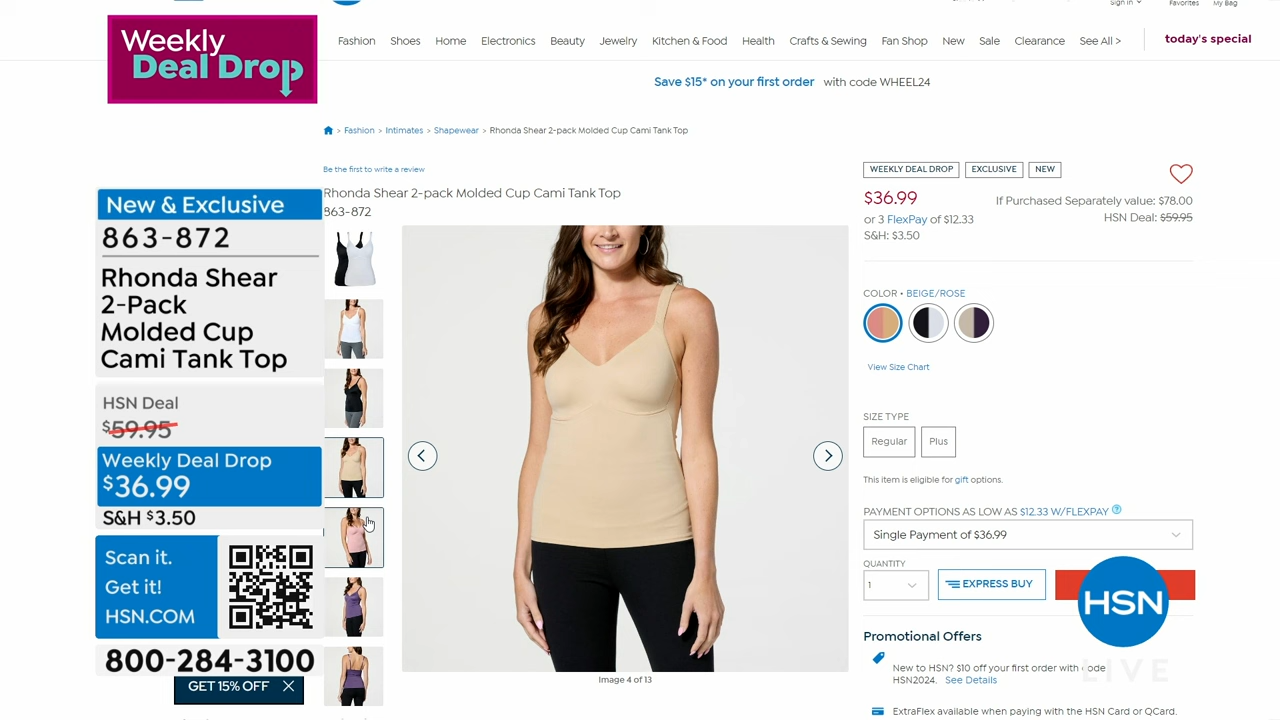 Sign in
Favorites
My Bag
Weekly
Deal Drop
Fashion
Shoes
Home
Electronics
Beauty
Jewelry
Kitchen & Food
Health
Crafts & Sewing
Fan Shop
New
Sale
Clearance
See All >
today's special
Save $15* on your first order with code WHEEL24
> Fashion > Intimates > Shapewear > Rhonda Shear 2-pack Molded Cup Cami Tank Top
Be the first to write a review
Rhonda Shear 2-pack Molded Cup Cami Tank Top
863-872
New & Exclusive
863-872
Rhonda Shear
2-Pack
Molded Cup
Cami Tank Top
HSN Deal
$59.95
Weekly Deal Drop
$36.99
S&H $3.50
Scan it.
Get it!
HSN.COM
800-284-3100
GET 15% OFF
Image 4 of 13
WEEKLY DEAL DROP
EXCLUSIVE
NEW
$36.99
If Purchased Separately value: $78.00
or 3 FlexPay of $12.33
HSN Deal: $59.95
S&H: $3.50
COLOR • BEIGE/ROSE
View Size Chart
SIZE TYPE
Regular
Plus
This item is eligible for gift options.
PAYMENT OPTIONS AS LOW AS $12.33 W/FLEXPAY
Single Payment of $36.99
QUANTITY
1
EXPRESS BUY
HSN
LIVE
Promotional Offers
New to HSN? $10 off your first order with code
HSN2024. See Details
ExtraFlex available when paying with the HSN Card or QCard.